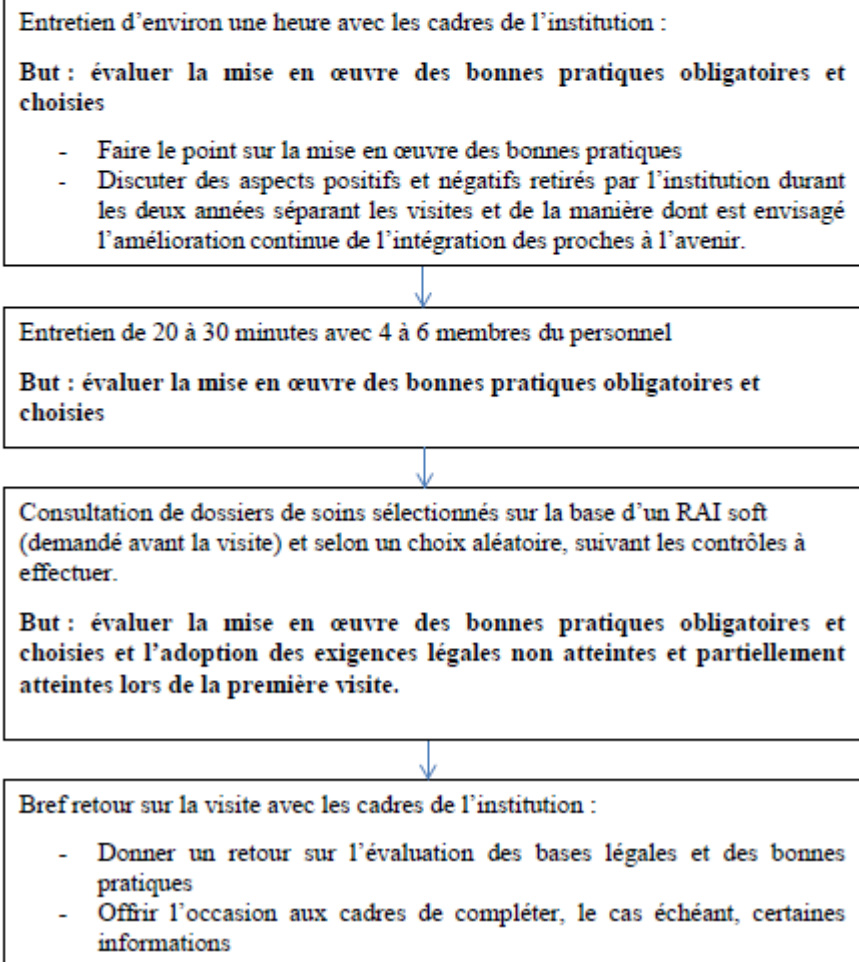 Entretien d’environ une heure avec les cadres de l’institution :
But : évaluer la mise en œuvre des bonnes pratiques obligatoires et
choisies
- Faire le point sur la mise en œuvre des bonnes pratiques
- Discuter des aspects positifs et négatifs retirés par l’institution durant
les deux années séparant les visites et de la manière dont est envisagé
l’amélioration continue de l’intégration des proches à l’avenir.
Entretien de 20 à 30 minutes avec 4 à 6 membres du personnel
But : évaluer la mise en œuvre des bonnes pratiques obligatoires et
choisies
Consultation de dossiers de soins sélectionnés sur la base d’un RAI soft
(demandé avant la visite) et selon un choix aléatoire, suivant les contrôles à
effectuer.
But : évaluer la mise en œuvre des bonnes pratiques obligatoires et
choisies et l’adoption des exigences légales non atteintes et partiellement
atteintes lors de la première visite.
Bref retour sur la visite avec les cadres de l’institution :
- Donner un retour sur l’évaluation des bases légales et des bonnes
pratiques
- Offrir l’occasion aux cadres de compléter, le cas échéant, certaines
informations